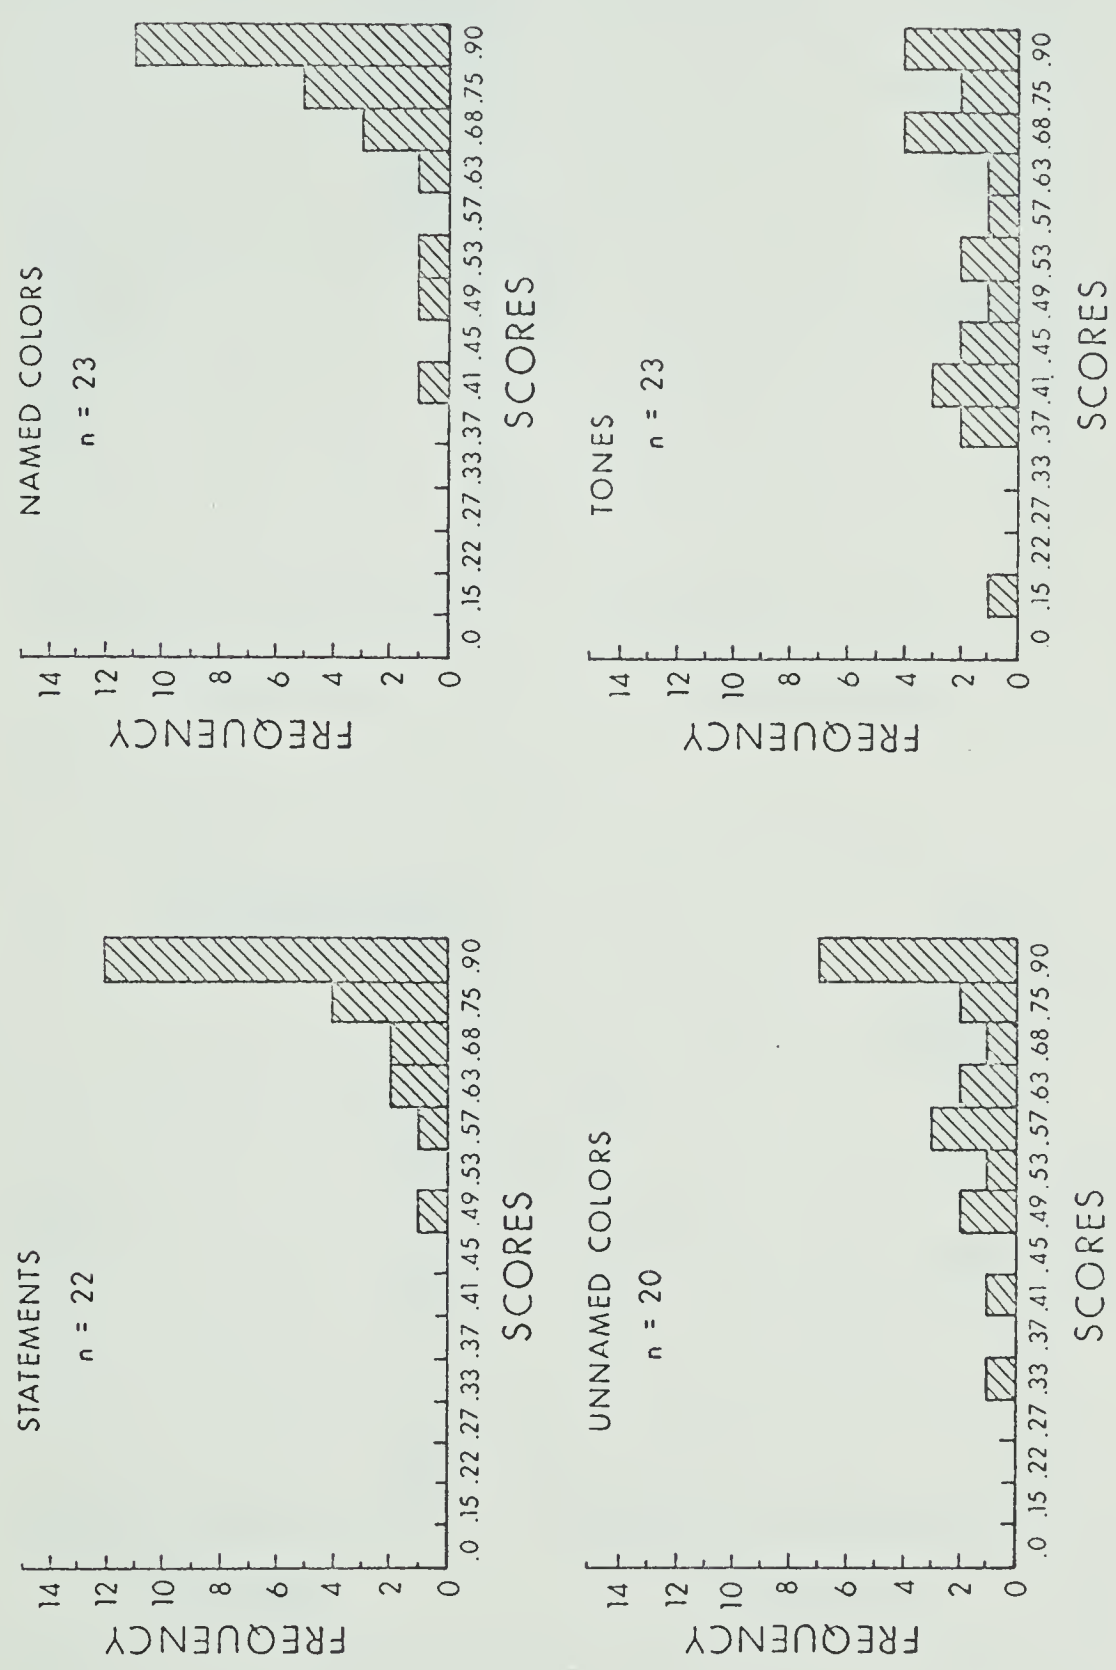 STATEMENTS
n = 22
FREQUENCY
14
12
10
8
6
4
2
0
.0 .15 .22 .27 .33 .37 .41 .45 .49 .53 .57 .63 .68 .75 .90
SCORES
NAMED COLORS
n = 23
FREQUENCY
14
12
10
8
6
4
2
0
.0 .15 .22 .27 .33 .37 .41 .45 .49 .53 .57 .63 .68 .75 .90
SCORES
UNNAMED COLORS
n = 20
FREQUENCY
14
12
10
8
6
4
2
0
.0 .15 .22 .27 .33 .37 .41 .45 .49 .53 .57 .63 .68 .75 .90
SCORES
TONES
n = 23
FREQUENCY
14
12
10
8
6
4
2
0
.0 .15 .22 .27 .33 .37 .41 .45 .49 .53 .57 .63 .68 .75 .90
SCORES